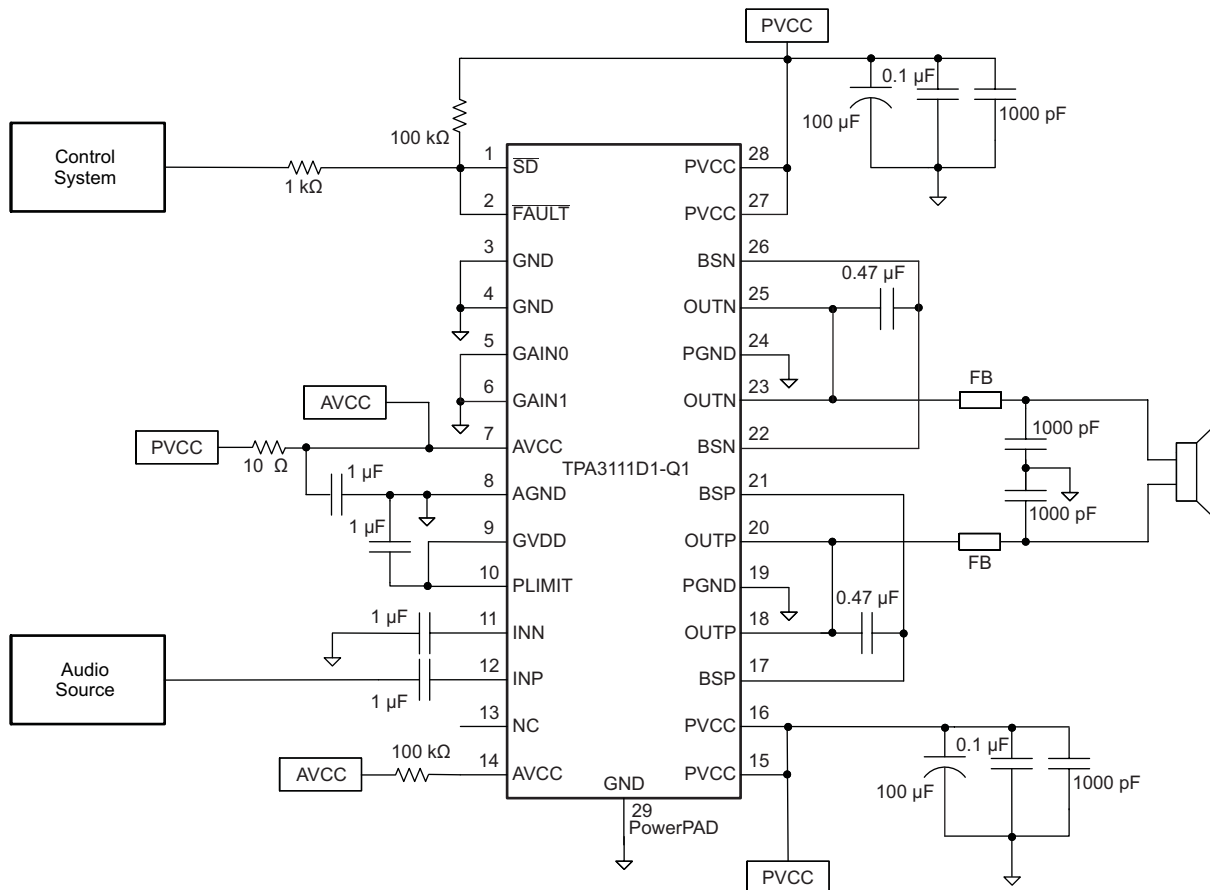 PVCC
0.1 µF
100 µF
1000 pF
100 kΩ
Control
System
1 kΩ
1
2
3
4
5
6
7
8
9
10
11
12
13
14
SD
FAULT
GND
GND
GAIN0
GAIN1
AVCC
AGND
GVDD
PLIMIT
INN
INP
NC
AVCC
TPA3111D1-Q1
GND
29
PowerPAD
PVCC
PVCC
BSN
OUTN
PGND
OUTN
BSN
BSP
OUTP
PGND
OUTP
BSP
PVCC
PVCC
28
27
26
25
24
23
22
21
20
19
18
17
16
15
AVCC
PVCC
10 Ω
1 µF
1 µF
1 µF
1 µF
Audio
Source
AVCC
100 kΩ
0.47 µF
FB
1000 pF
1000 pF
FB
0.47 µF
0.1 µF
100 µF
1000 pF
PVCC